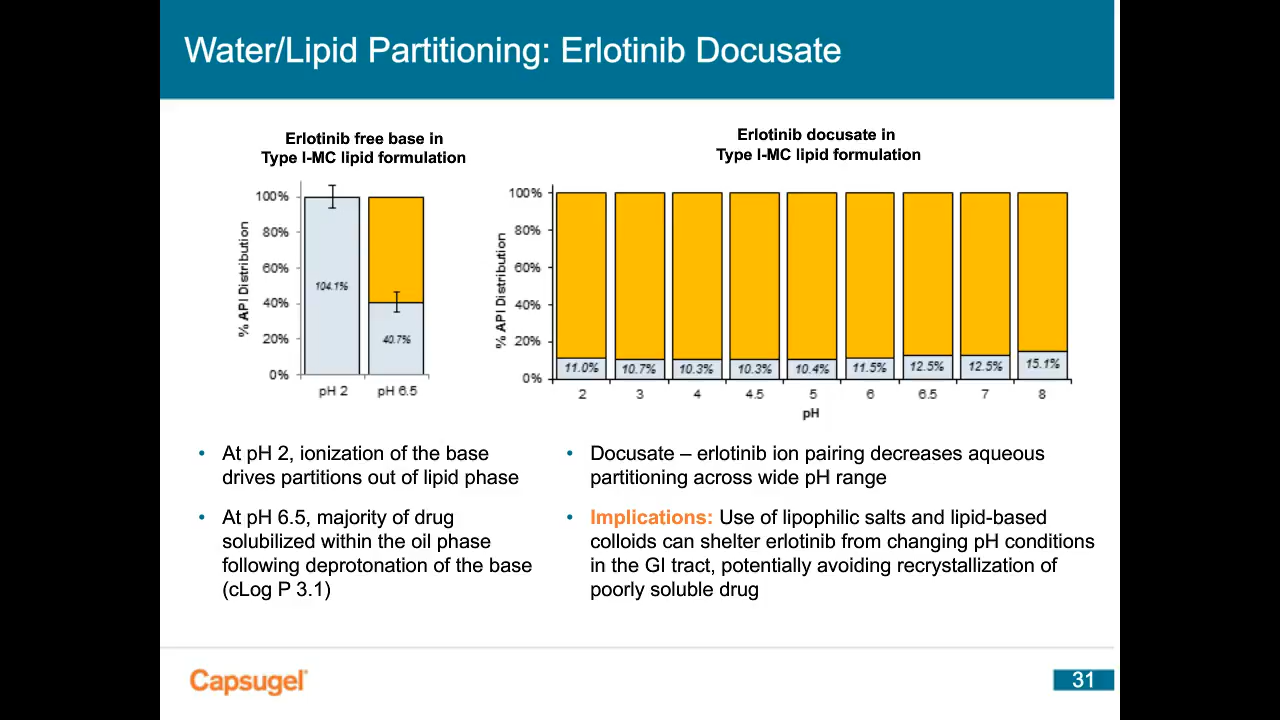 Water/Lipid Partitioning: Erlotinib Docusate
Erlotinib free base in
Type I-MC lipid formulation
% API Distribution
100%
80%
60%
40%
20%
0%
104.1%
40.7%
pH 2
pH 6.5
Erlotinib docusate in
Type I-MC lipid formulation
% API Distribution
100%
80%
60%
40%
20%
0%
11.0%
10.7%
10.3%
10.3%
10.4%
11.5%
12.5%
12.5%
15.1%
2
3
4
4.5
5
6
6.5
7
8
pH
• At pH 2, ionization of the base
drives partitions out of lipid phase
• At pH 6.5, majority of drug
solubilized within the oil phase
following deprotonation of the base
(cLog P 3.1)
• Docusate – erlotinib ion pairing decreases aqueous
partitioning across wide pH range
• Implications: Use of lipophilic salts and lipid-based
colloids can shelter erlotinib from changing pH conditions
in the GI tract, potentially avoiding recrystallization of
poorly soluble drug
Capsugel
31